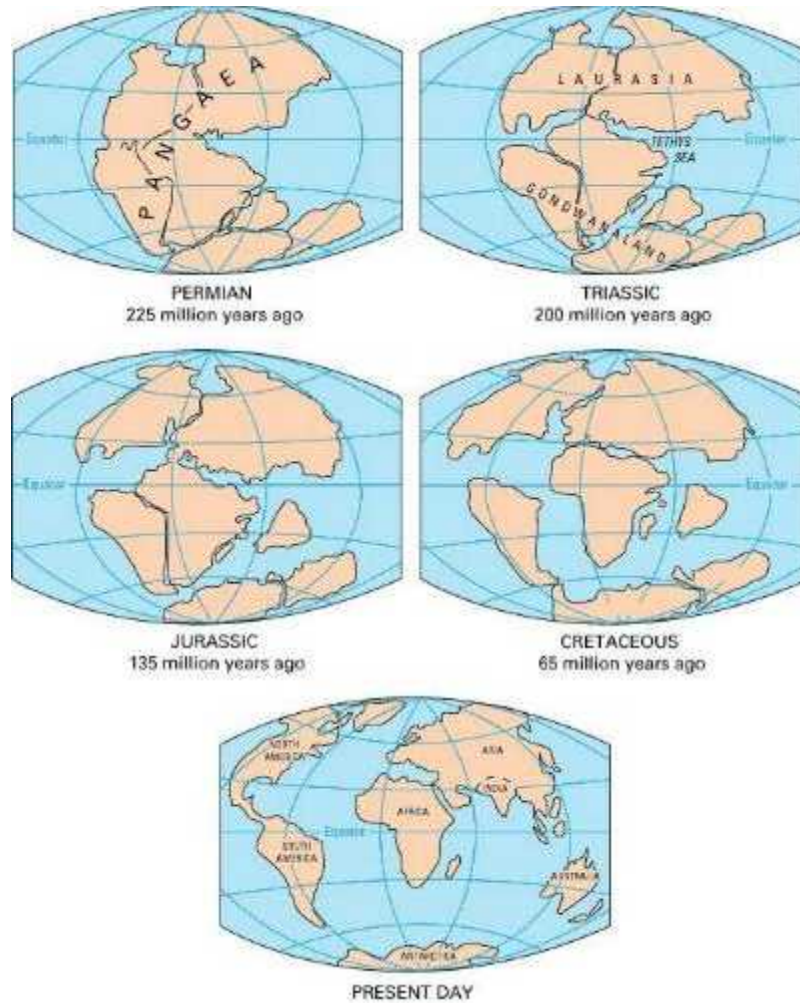 PANGAEA
Equator
PERMIAN
225 million years ago
LAURASIA
TETHYS
SEA
Equator
GONDWANALAND
TRIASSIC
200 million years ago
Equator
JURASSIC
135 million years ago
Equator
CRETACEOUS
65 million years ago
NORTH
AMERICA
ASIA
INDIA
AFRICA
Equator
SOUTH
AMERICA
AUSTRALIA
ANTARCTICA
PRESENT DAY